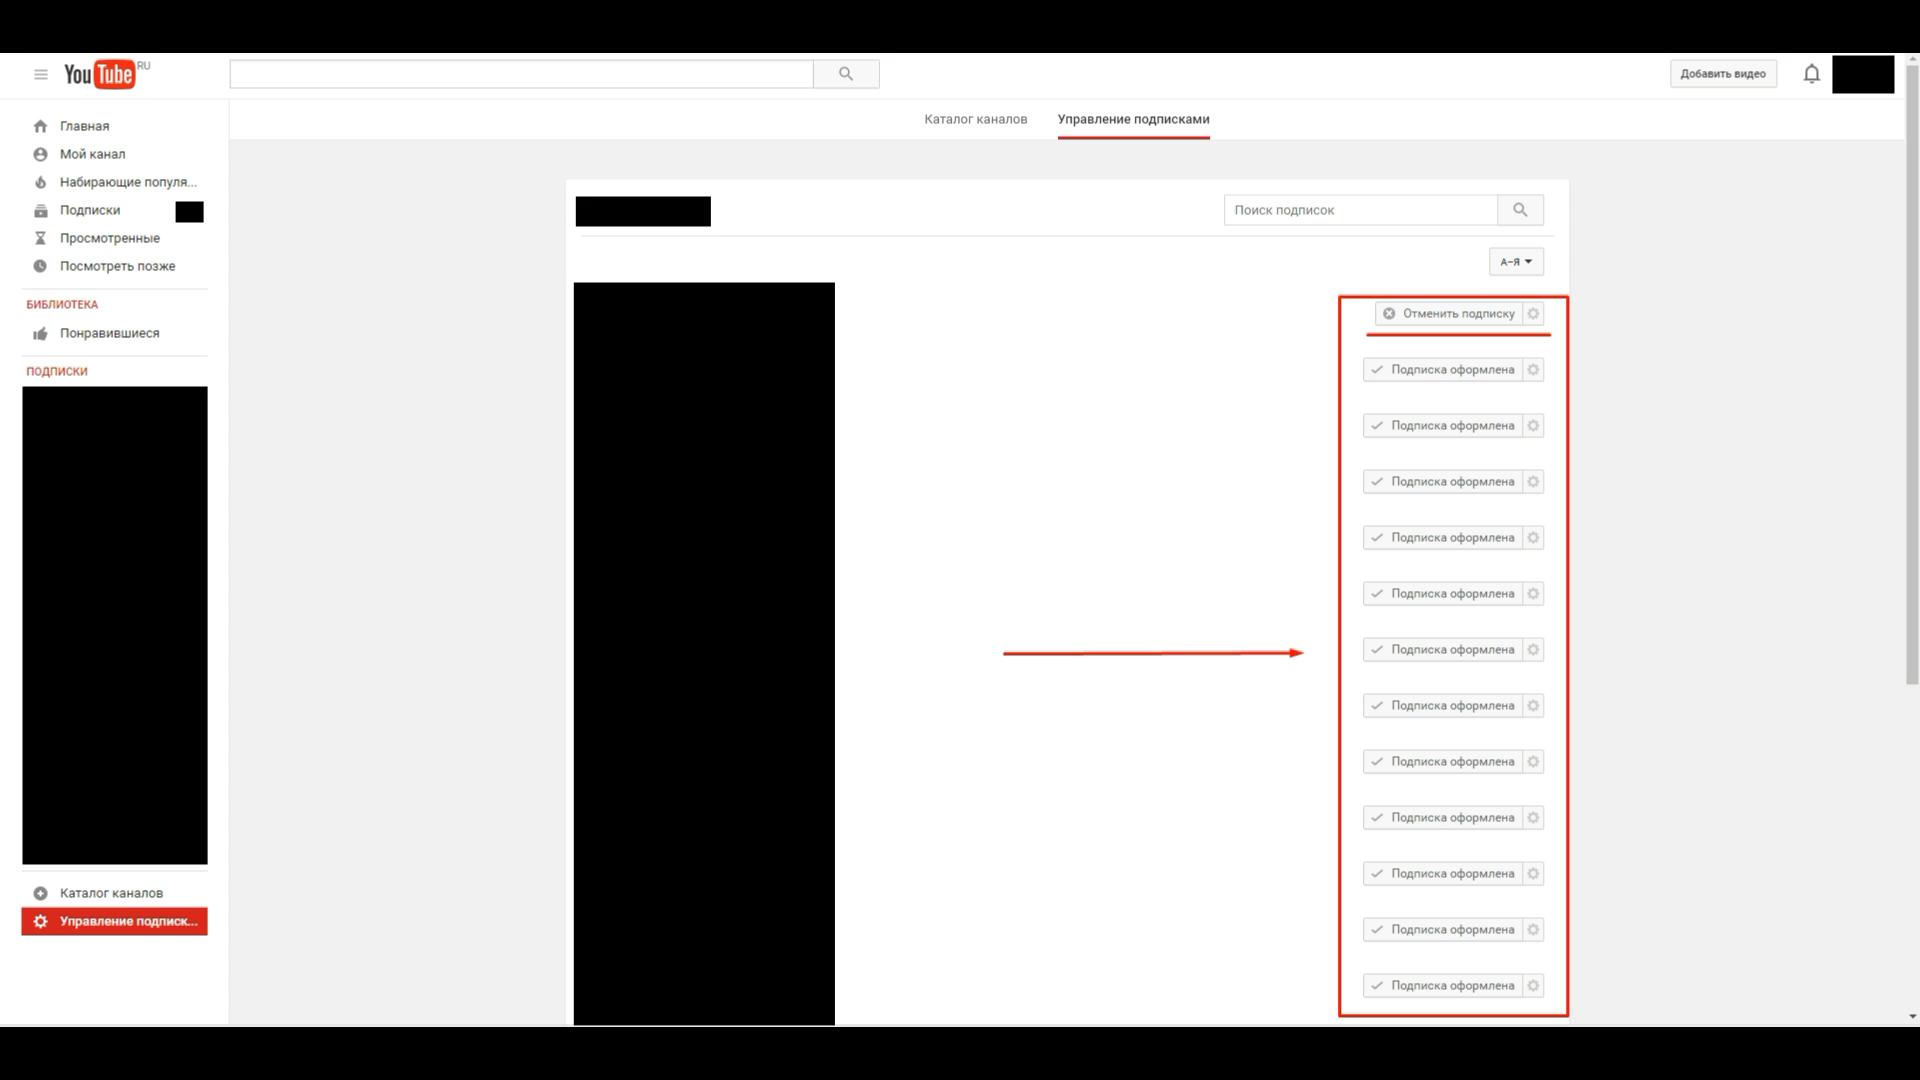 YouTube RU
Добавить видео
Главная
Мой канал
Набирающие популя...
Подписки
Просмотренные
Посмотреть позже
БИБЛИОТЕКА
Понравившиеся
ПОДПИСКИ
Каталог каналов
Управление подписк...
Каталог каналов
Управление подписками
Поиск подписок
А–Я
Отменить подписку
Подписка оформлена
Подписка оформлена
Подписка оформлена
Подписка оформлена
Подписка оформлена
Подписка оформлена
Подписка оформлена
Подписка оформлена
Подписка оформлена
Подписка оформлена
Подписка оформлена
Подписка оформлена